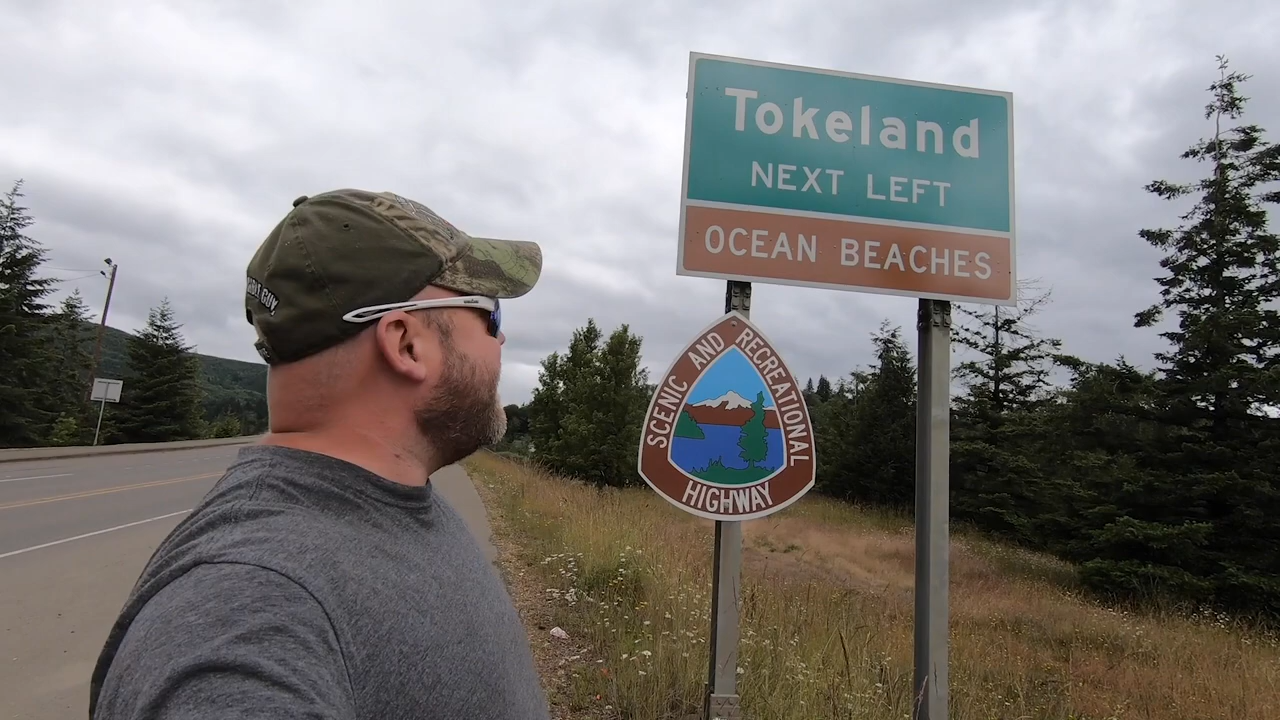 Tokeland
NEXT LEFT
OCEAN BEACHES
SCENIC AND RECREATIONAL
HIGHWAY